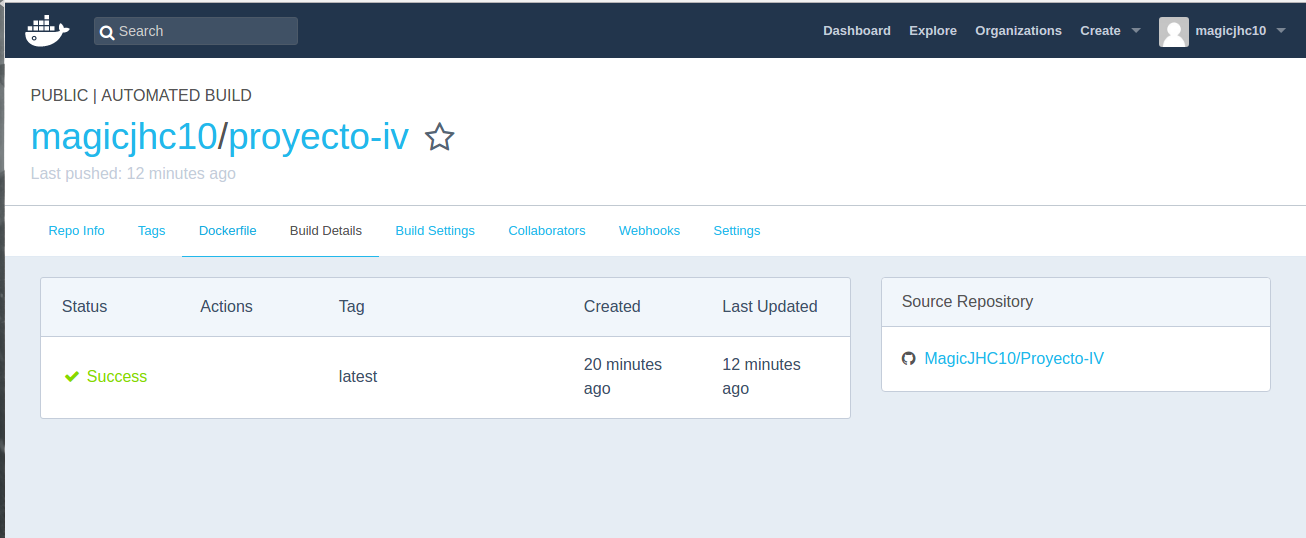 Search
Dashboard Explore Organizations Create magicjhc10
PUBLIC | AUTOMATED BUILD
magicjhc10/proyecto-iv
Last pushed: 12 minutes ago
Repo Info Tags Dockerfile Build Details Build Settings Collaborators Webhooks Settings
Status Actions Tag Created Last Updated
Success latest 20 minutes ago 12 minutes ago
Source Repository
MagicJHC10/Proyecto-IV